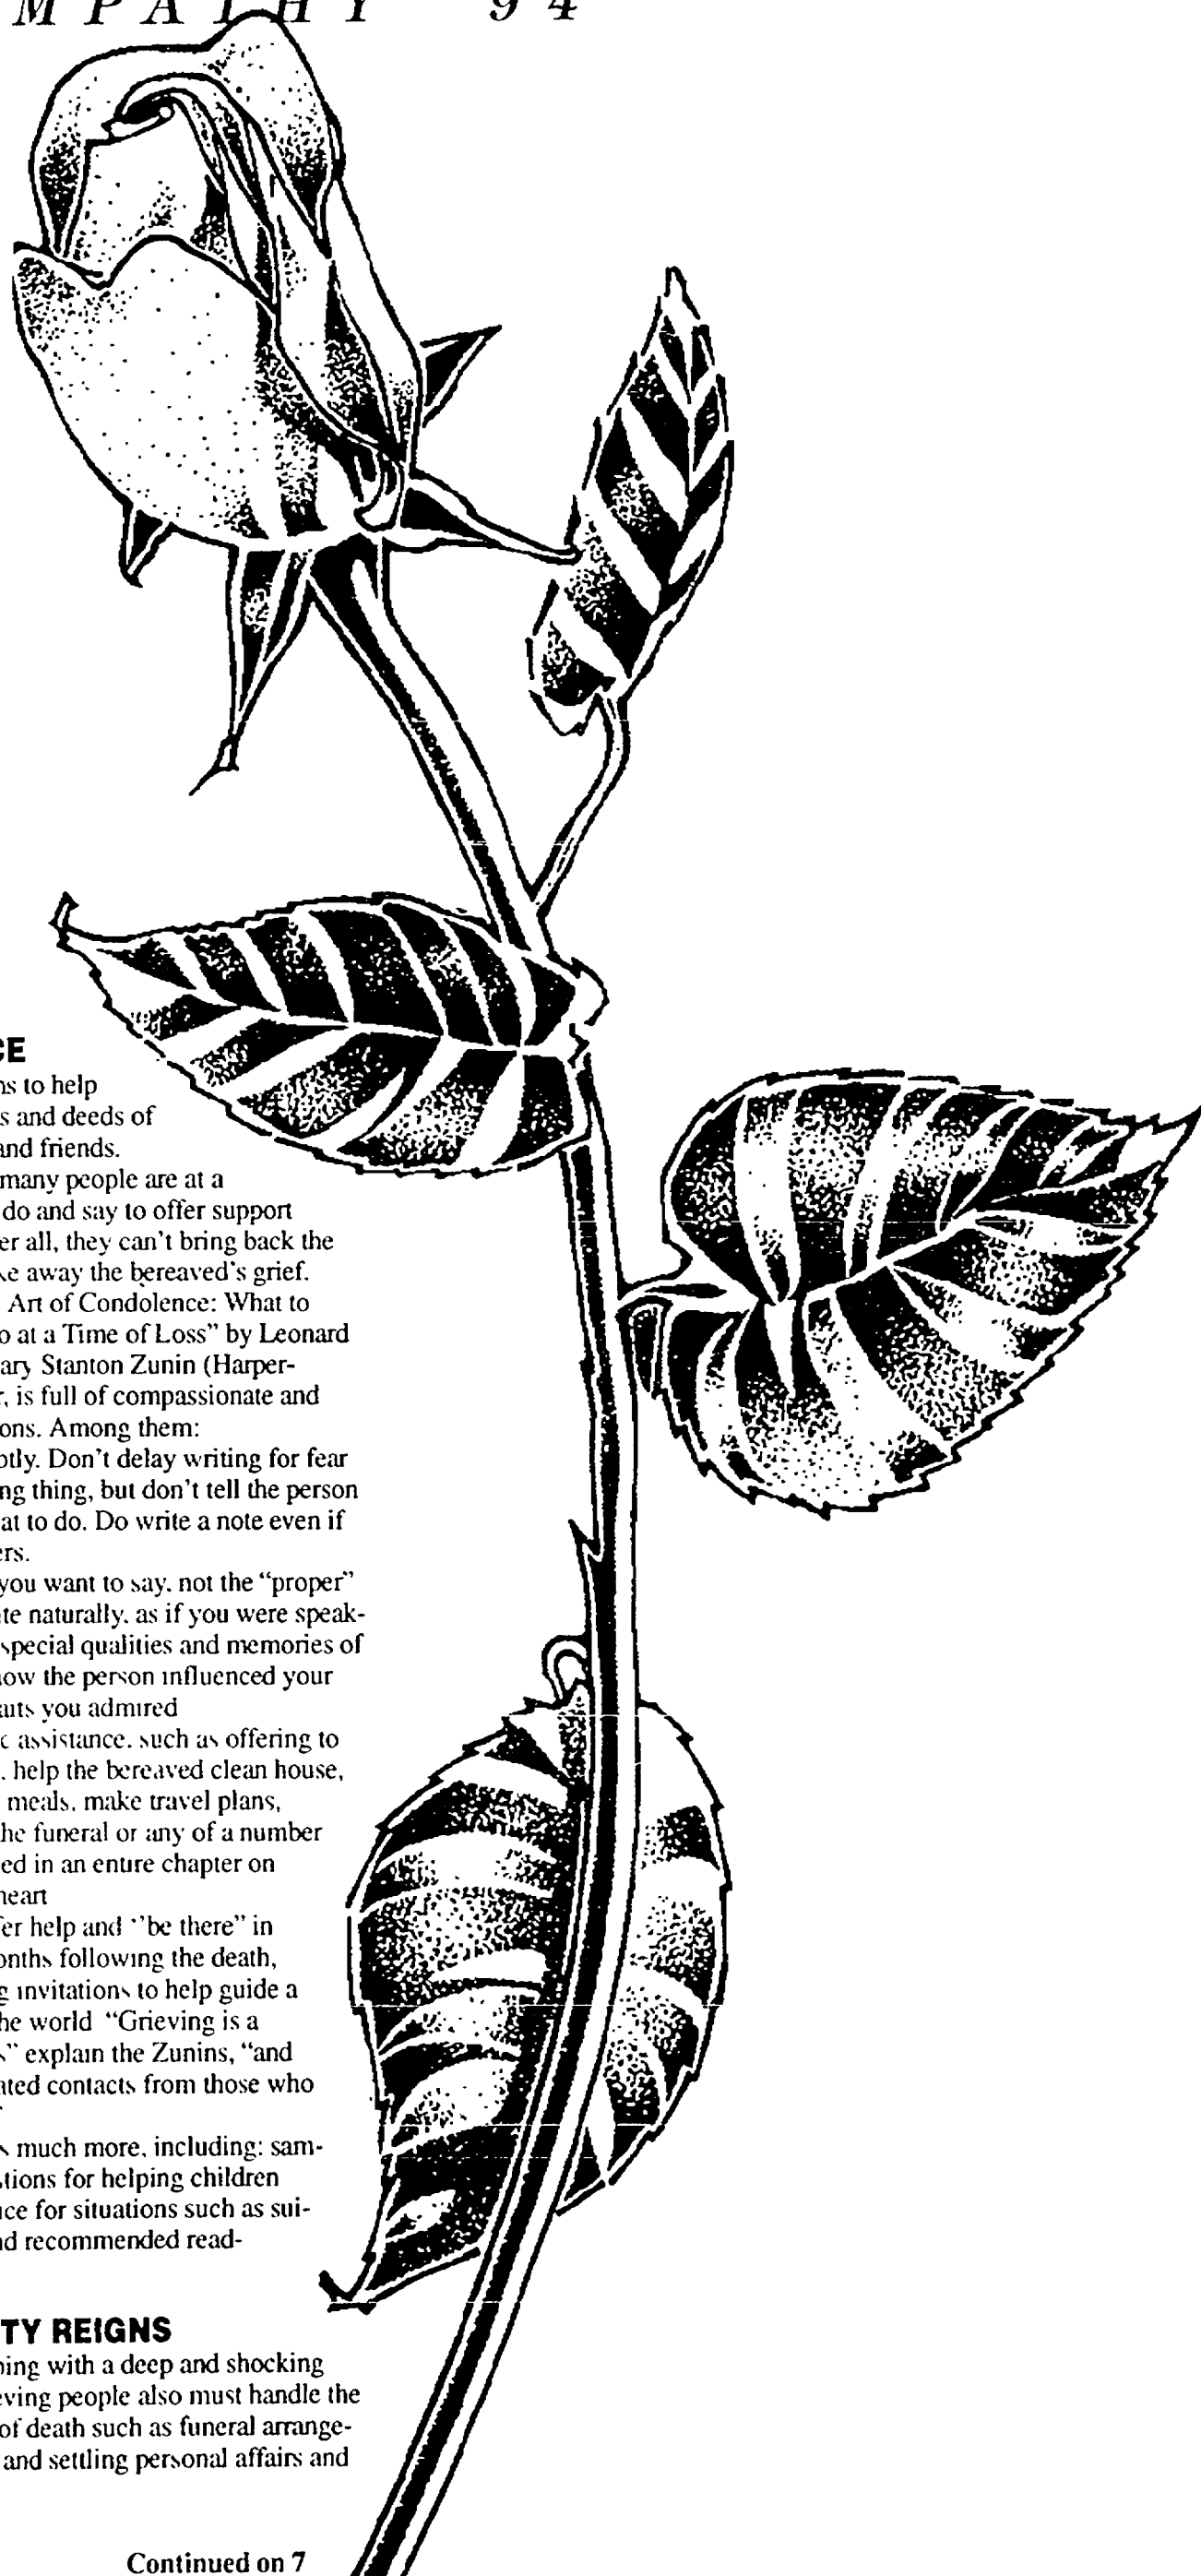 MPATHY 94
CE
ns to help
s and deeds of
and friends.
many people are at a
do and say to offer support
er all, they can't bring back the
ke away the bereaved's grief.
Art of Condolence: What to
o at a Time of Loss” by Leonard
ary Stanton Zunin (Harper-
r, is full of compassionate and
ons. Among them:
ptly. Don't delay writing for fear
ng thing, but don't tell the person
at to do. Do write a note even if
ers.
you want to say, not the “proper”
te naturally, as if you were speak-
special qualities and memories of
how the person influenced your
aits you admired
c assistance, such as offering to
, help the bereaved clean house,
meals, make travel plans,
he funeral or any of a number
ed in an entire chapter on
heart
er help and “be there” in
onths following the death,
g invitations to help guide a
he world “Grieving is a
s” explain the Zunins, “and
ated contacts from those who
”
s much more, including: sam-
stions for helping children
ice for situations such as sui-
nd recommended read-
TY REIGNS
ning with a deep and shocking
eving people also must handle the
of death such as funeral arrange-
and settling personal affairs and
Continued on 7